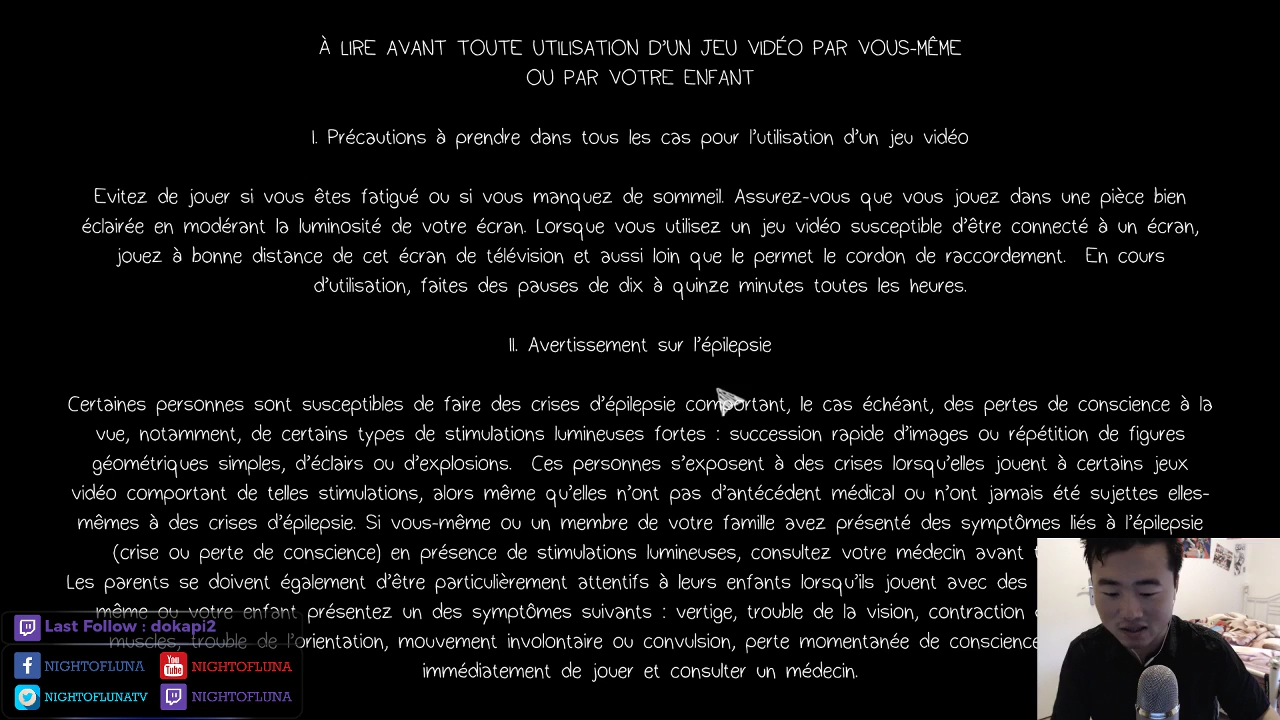 À LIRE AVANT TOUTE UTILISATION D'UN JEU VIDÉO PAR VOUS-MÊME
OU PAR VOTRE ENFANT
I. Précautions à prendre dans tous les cas pour l'utilisation d'un jeu vidéo
Evitez de jouer si vous êtes fatigué ou si vous manquez de sommeil. Assurez-vous que vous jouez dans une pièce bien
éclairée en modérant la luminosité de votre écran. Lorsque vous utilisez un jeu vidéo susceptible d'être connecté à un écran,
jouez à bonne distance de cet écran de télévision et aussi loin que le permet le cordon de raccordement. En cours
d'utilisation, faites des pauses de dix à quinze minutes toutes les heures.
II. Avertissement sur l'épilepsie
Certaines personnes sont susceptibles de faire des crises d'épilepsie comportant, le cas échéant, des pertes de conscience à la
vue, notamment, de certains types de stimulations lumineuses fortes : succession rapide d'images ou répétition de figures
géométriques simples, d'éclairs ou d'explosions. Ces personnes s'exposent à des crises lorsqu'elles jouent à certains jeux
vidéo comportant de telles stimulations, alors même qu'elles n'ont pas d'antécédent médical ou n'ont jamais été sujettes elles-
mêmes à des crises d'épilepsie. Si vous-même ou un membre de votre famille avez présenté des symptômes liés à l'épilepsie
(crise ou perte de conscience) en présence de stimulations lumineuses, consultez votre médecin avant
Les parents se doivent également d'être particulièrement attentifs à leurs enfants lorsqu'ils jouent avec des
même ou votre enfant présentez un des symptômes suivants : vertige, trouble de la vision, contraction
muscles, trouble de l'orientation, mouvement involontaire ou convulsion, perte momentanée de conscience
immédiatement de jouer et consulter un médecin.
Last Follow : dokapi2
NIGHTOFLUNA
You Tube NIGHTOFLUNA
NIGHTOFLUNATV
NIGHTOFLUNA